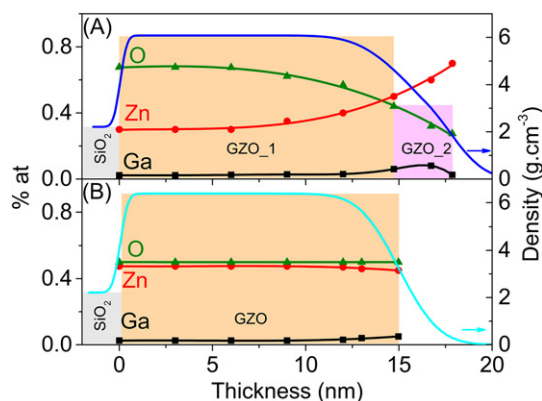 (A)
0.8
6
O
% at
0.4
Zn
4
Density (g.cm⁻³)
SiO₂
GZO_1
GZO_2
2
Ga
0.0
0
(B)
0.8
6
O
0.4
Zn
4
SiO₂
GZO
2
Ga
0.0
0
0 5 10 15 20
Thickness (nm)